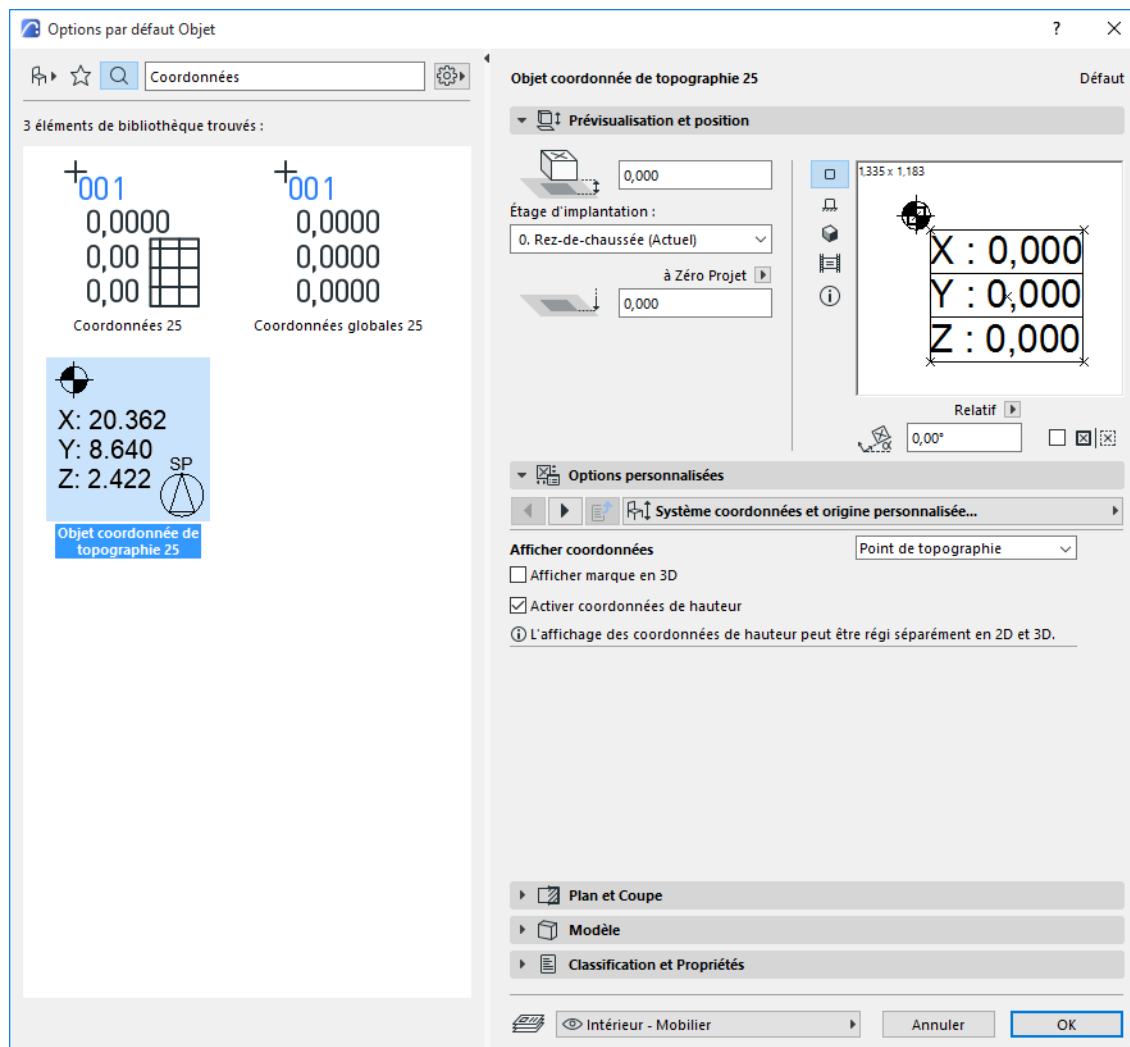 Options par défaut Objet
?
Coordonnées
3 éléments de bibliothèque trouvés :
001
0,0000
0,00
0,00
Coordonnées 25
001
0,0000
0,0000
0,0000
Coordonnées globales 25
X: 20.362
Y: 8.640
Z: 2.422
SP
Objet coordonnée de
topographie 25
Objet coordonnée de topographie 25
Défaut
Prévisualisation et position
0,000
Étage d'implantation :
0. Rez-de-chaussée (Actuel)
à Zéro Projet
0,000
1,335 x 1,183
X : 0,000
Y : 0,000
Z : 0,000
Relatif
α
0,00°
Options personnalisées
Système coordonnées et origine personnalisée...
Afficher coordonnées
Point de topographie
Afficher marque en 3D
Activer coordonnées de hauteur
L'affichage des coordonnées de hauteur peut être régi séparément en 2D et 3D.
Plan et Coupe
Modèle
Classification et Propriétés
Intérieur - Mobilier
Annuler
OK